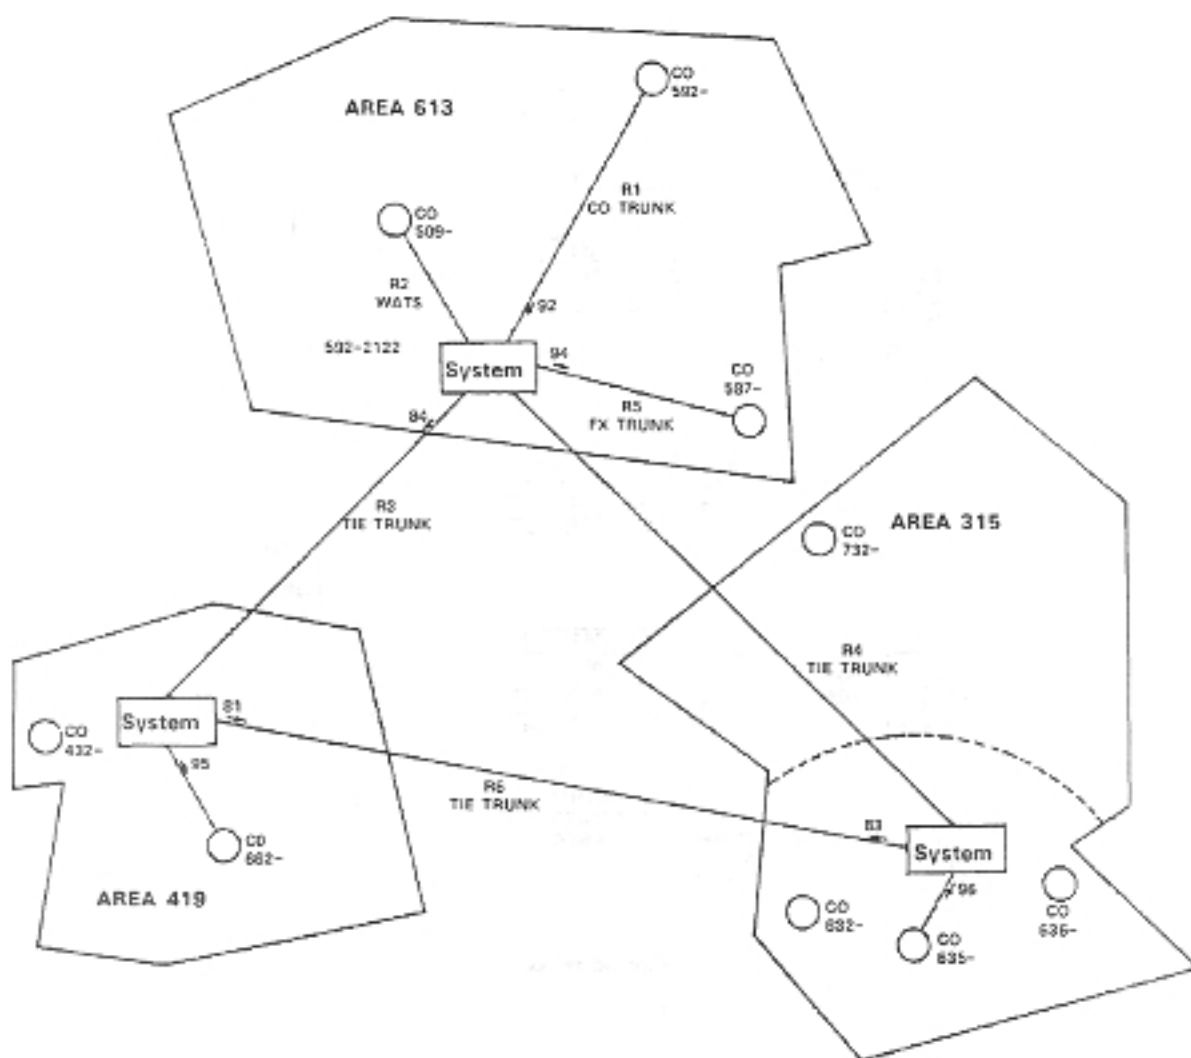 CO
592-
AREA 613
R1
CO TRUNK
CO
509-
R2
WATS
92
592-2122
System
94
CO
587-
R5
FX TRUNK
84
R3
TIE TRUNK
CO
732-
AREA 315
R4
TIE TRUNK
81
System
CO
432-
95
R6
TIE TRUNK
83
System
CO
662-
96
AREA 419
CO
632-
CO
635-
CO
636-